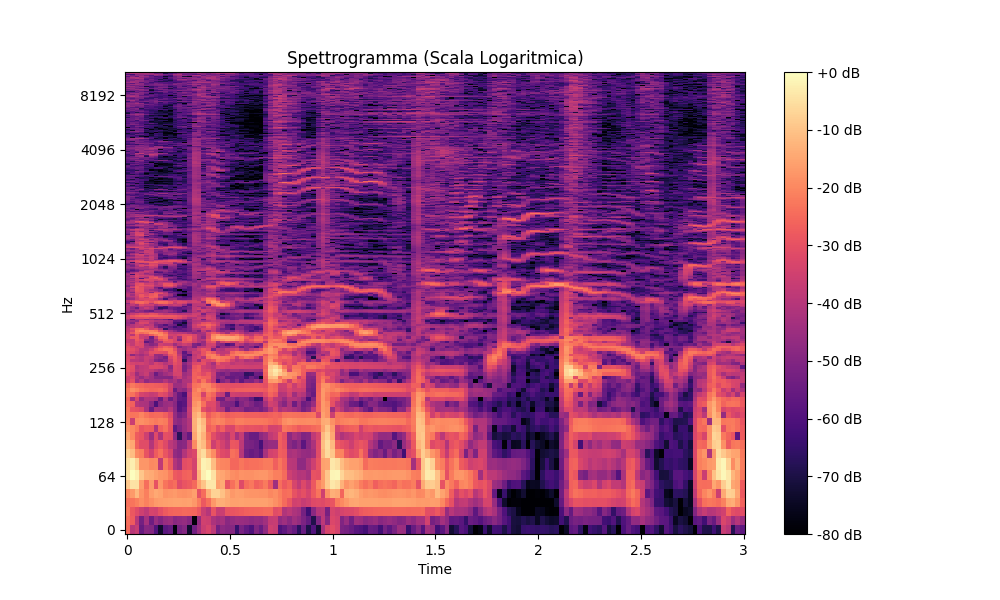 Spettrogramma (Scala Logaritmica)
Hz
8192
4096
2048
1024
512
256
128
64
0
0
0.5
1
1.5
2
2.5
3
Time
+0 dB
-10 dB
-20 dB
-30 dB
-40 dB
-50 dB
-60 dB
-70 dB
-80 dB